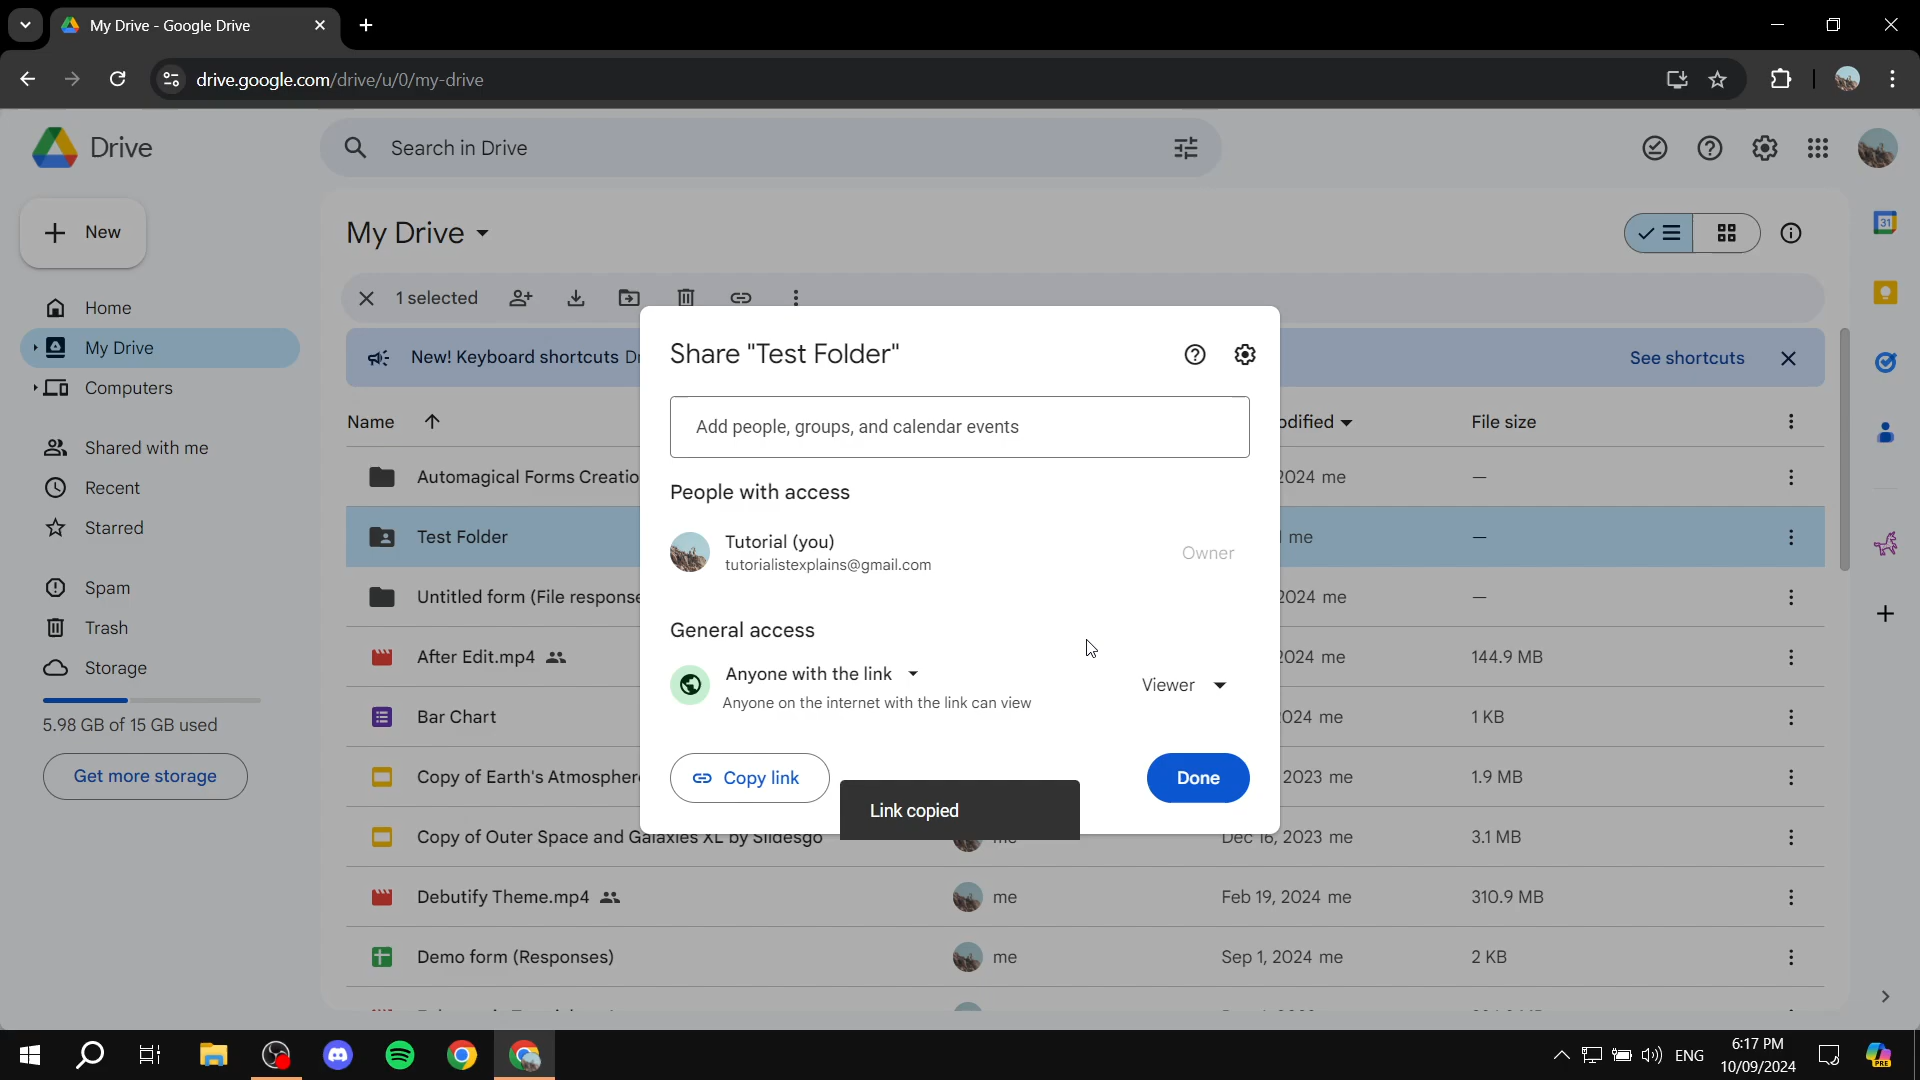 My Drive - Google Drive
drive.google.com/drive/u/0/my-drive
Drive
Search in Drive
New
My Drive
1 selected
Home
My Drive
Computers
Shared with me
Recent
Starred
Spam
Trash
Storage
5.98 GB of 15 GB used
Get more storage
New! Keyboard shortcuts
See shortcuts
Name
File size
Automagical Forms Creatio
2024 me
—
Test Folder
me
—
Untitled form (File response
2024 me
—
After Edit.mp4
2024 me
144.9 MB
Bar Chart
2024 me
1 KB
Copy of Earth's Atmospher
2023 me
1.9 MB
Copy of Outer Space and Galaxies XL by Slidesgo
me
Dec 16, 2023 me
3.1 MB
Debutify Theme.mp4
me
Feb 19, 2024 me
310.9 MB
Demo form (Responses)
me
Sep 1, 2024 me
2 KB
Share "Test Folder"
Add people, groups, and calendar events
People with access
Tutorial (you)
tutorialistexplains@gmail.com
Owner
General access
Anyone with the link
Anyone on the internet with the link can view
Viewer
Copy link
Done
Link copied
31
ENG
6:17 PM
10/09/2024
PRE